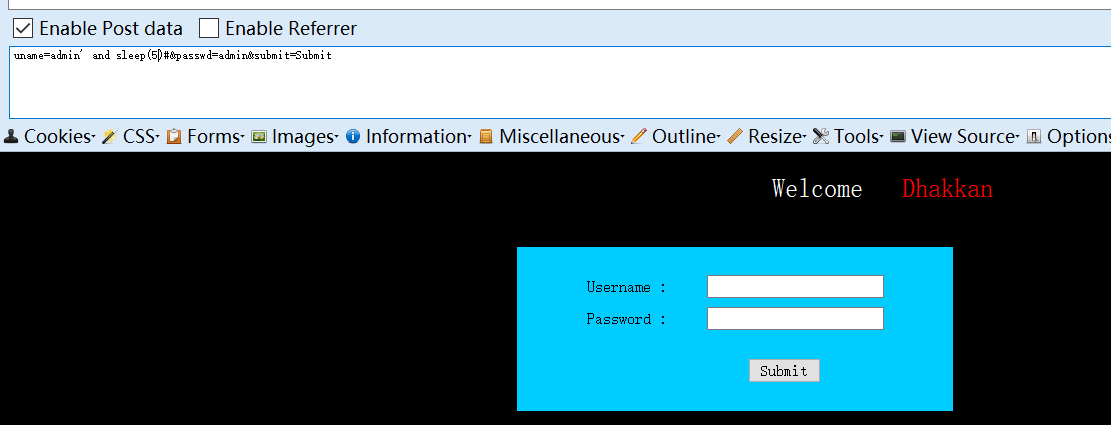 Enable Post data Enable Referrer
uname=admin' and sleep(5)#&passwd=admin&submit=Submit
Cookies CSS Forms Images Information Miscellaneous Outline Resize Tools View Source Options
Welcome Dhakkan
Username :
Password :
Submit